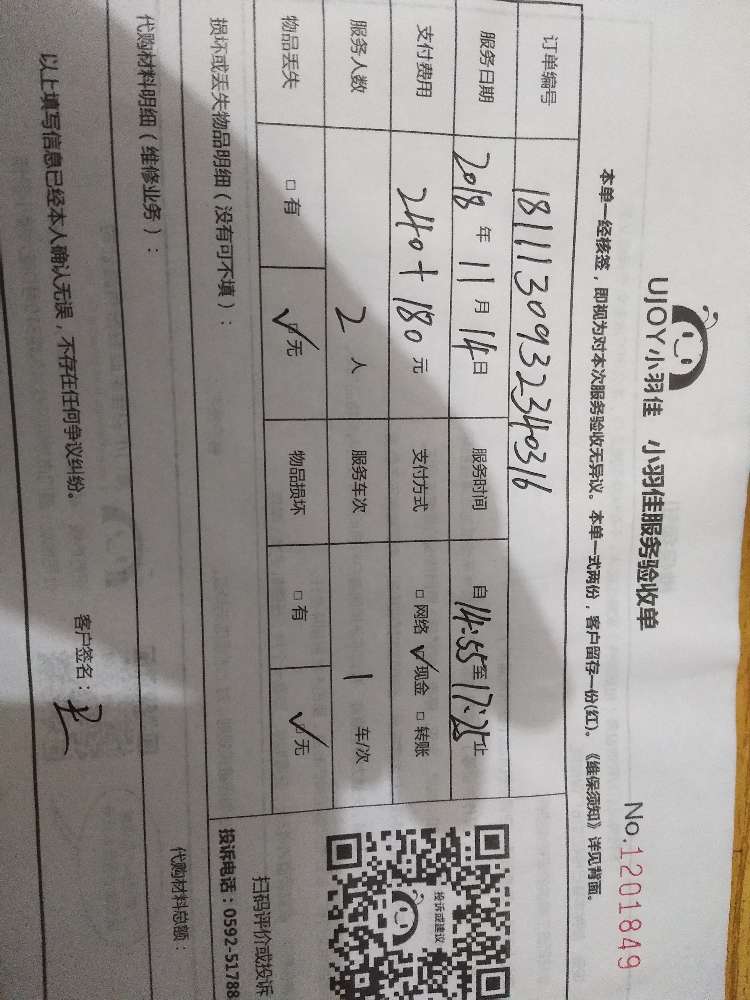 UJOY小羽佳 小羽佳服务验收单
No.1201849
本单一经核签，即视为对本次服务验收无异议。本单一式两份，客户留存一份(红)。《维保须知》详见背面。
订单编号 181113093234031 6
服务日期 2018 年 11 月 14 日 服务时间 自 14:55 至 17:25 止
支付费用 240+180 元 支付方式 □ 网络 ☑ 现金 □ 转账
服务人数 2 人 服务车次 1 车/次
物品丢失 □ 有 ☑ 无 物品损坏 □ 有 ☑ 无
投诉或建议
扫码评价或投诉
投诉电话：0592-51788
损坏或丢失物品明细（没有可不填）：
代购材料明细（维修业务）： 代购材料总额：
以上填写信息已经本人确认无误，不存在任何争议纠纷。 客户签名：